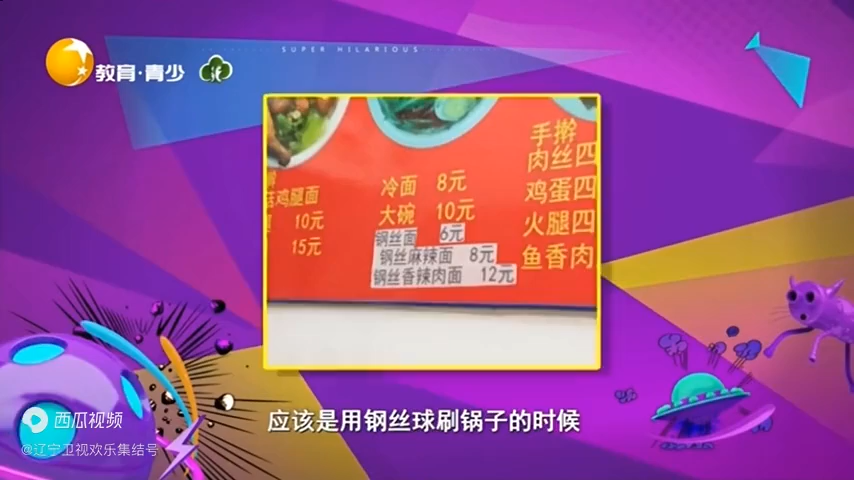 SUPER HILARIOUS
教育·青少
鸡腿面
10元
15元
冷面 8元
大碗 10元
钢丝面 6元
钢丝麻辣面 8元
钢丝香辣肉面 12元
手擀
肉丝四
鸡蛋四
火腿四
鱼香肉
应该是用钢丝球刷锅子的时候
西瓜视频
@辽宁卫视欢乐集结号